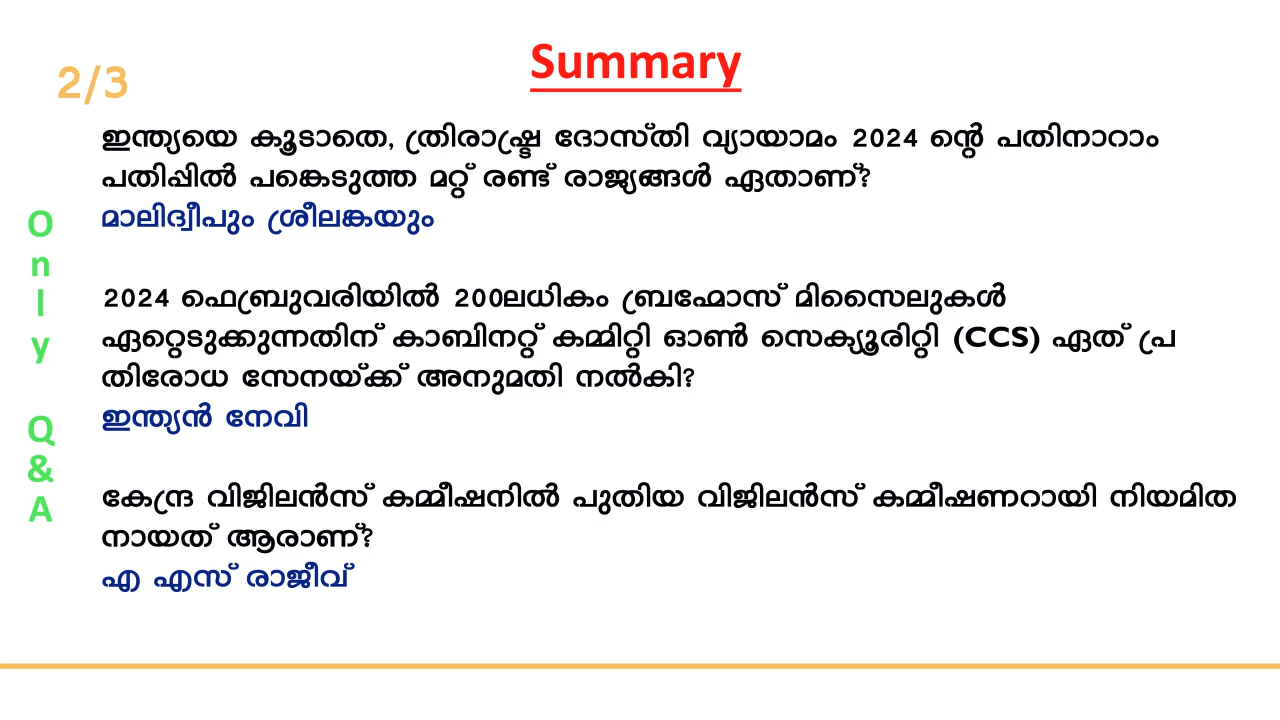 Summary
2/3
ഇന്ത്യയെ കൂടാതെ, ത്രിരാഷ്ട്ര ദോസ്തി വ്യായാമം 2024 ന്റെ പതിനാറാം
പതിപ്പിൽ പങ്കെടുത്ത മറ്റ് രണ്ട് രാജ്യങ്ങൾ ഏതാണ്?
മാലിദ്വീപും ശ്രീലങ്കയും
2024 ഫെബ്രുവരിയിൽ 200ലധികം ബ്രഹ്മോസ് മിസൈലുകൾ
ഏറ്റെടുക്കുന്നതിന് കാബിനറ്റ് കമ്മിറ്റി ഓൺ സെക്യൂരിറ്റി (CCS) ഏത് പ്ര
തിരോധ സേനയ്ക്ക് അനുമതി നൽകി?
ഇന്ത്യൻ നേവി
കേന്ദ്ര വിജിലൻസ് കമ്മീഷനിൽ പുതിയ വിജിലൻസ് കമ്മീഷണറായി നിയമിത
നായത് ആരാണ്?
എ എസ് രാജീവ്
Only Q&A